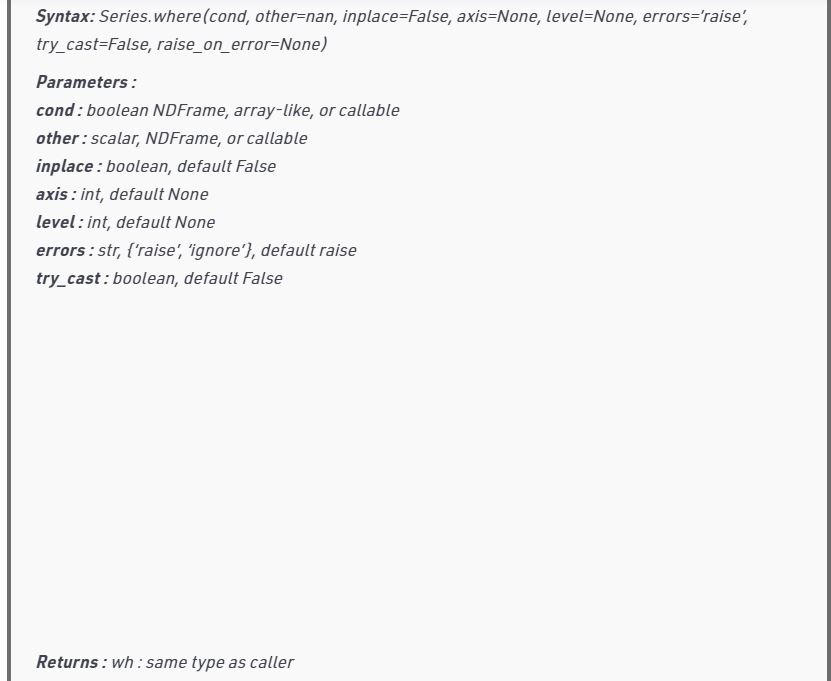 Syntax: Series.where(cond, other=nan, inplace=False, axis=None, level=None, errors=’raise’,
try_cast=False, raise_on_error=None)
Parameters :
cond : boolean NDFrame, array-like, or callable
other : scalar, NDFrame, or callable
inplace : boolean, default False
axis : int, default None
level : int, default None
errors : str, {‘raise’, ‘ignore’}, default raise
try_cast : boolean, default False
Returns : wh : same type as caller